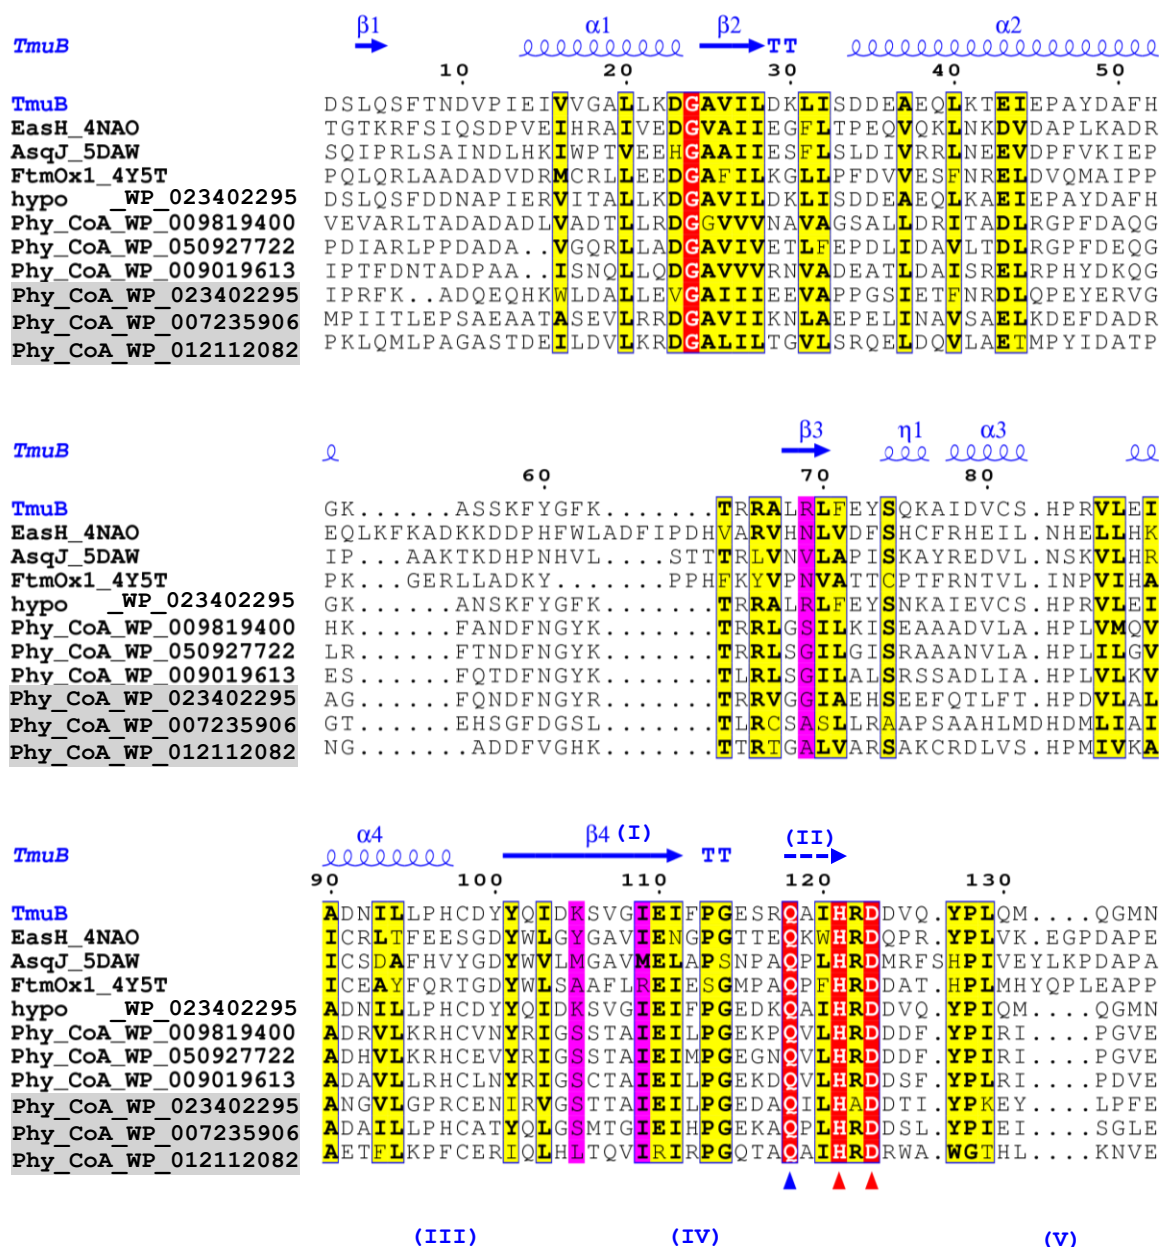 β1 α1 β2 α2
TmuB TT TT
10 20 30 40 50
TmuB DSLQSFTNDVPIEIVVGALLKDGAVILDKLISDDEAEQLKTEIEPAYDAFH
EasH_4NAO TGTKRFSIQSDPVEIHRAIVEDGVAIIEGFLTPEQVQKLNKDVDAPLKADR
AsqJ_5DAW SQIPRLSAINDLHKIWPTVEEHGAAIIESFLSLDIVRRLNEEVDPFVKIEP
FtmOx1_4Y5T PQLQRLAADADVDRMCRLLEEDGAFILKGLLPFDVVESFNRELDVQMAIPP
hypo _WP_023402295 DSLQSFDDNAPIERVITALLKDGAVILDKLISDDEAEQLKAEIEPAYDAFH
Phy_CoA_WP_009819400 VEVARLTADADADLVADTLLRDGGVVVNAVAGSALLDRITADLRGPFDAQG
Phy_CoA_WP_050927722 PDIARLEPDADA..VGQRLLADGAVIVETLFEPDLIDAVLTDLRGPFDEQG
Phy_CoA_WP_009019613 IPTFDNTADPAA..ISNQLLQDGAVVVRNVADEATLDAISRELRPHYDKQG
Phy_CoA_WP_023402295 IPRFK..ADQEQHKWLDALLEVGAIIIEEVAPPGSIETFNRDLQPEYERVG
Phy_CoA_WP_007235906 MPIITLEPSAEAATASEVLRRDGAVIIKNLAEPELINAVSAELKDEFDADR
Phy_CoA_WP_012112082 PKLQMLPAGASTDEILDVLKRDGALILTGVLSRQELDQVLAETMPYIDATP
β3 η1 α3
TmuB
60 70 80
TmuB GK.......ASSKFYGFK.......TRRALRLFEYSQKAIDVCS.HPRVLEI
EasH_4NAO EQLKFKADKKDDPHFWLADFIPDHVARVHNLVDFSHCFRHEIL.NHELLHK
AsqJ_5DAW IP...AAKTKDHPNHVL.....STTTRLVNVLAPISKAYREDVL.NSKVLHR
FtmOx1_4Y5T PK...GERLLADKY.......PPHFKYVPNVATTCPTFRNTVL.INPVIHA
hypo _WP_023402295 GK.......ANSKFYGFK.......TRRALRLFEYSNKAIEVCS.HPRVLEI
Phy_CoA_WP_009819400 HK......FANDFNGYK.......TRRLGSILKISEAAADVLA.HPLVMQV
Phy_CoA_WP_050927722 LR......FTNDFNGYK.......TRRLSGILGISRAAANVLA.HPLILGV
Phy_CoA_WP_009019613 ES......FQTDFNGYK.......TLRLSGILALSRSSADLIA.HPLVLKV
Phy_CoA_WP_023402295 AG......FQNDFNGYR.......TRRVGGIAEHSEEFQTLFT.HPDVLAL
Phy_CoA_WP_007235906 GT......EHSGFDGSL.......TLRCSASLLRAAPSAAHLMDHDMLIAI
Phy_CoA_WP_012112082 NG.......ADDFVGHK.......TTRTGALVARSAKCRDLVS.HPMIVKA
α4 β4 (I) (II)
TmuB TT
90 100 110 120 130
TmuB ADNILLPHCDYYQIDKSVGIEIFPGESRQAIHRDDVQ.YPLQM....QGMN
EasH_4NAO ICRLTFEESGDYWLGYGAVIENGPGTTEQKWHRDQPR.YPLVK.EGPDAPE
AsqJ_5DAW ICSDAFHVYGDYWVLMGAVMELAPSNPAQPLHRDMRFSHPIVEYLKPDAPA
FtmOx1_4Y5T ICEAYFQRTGDYWLSAAFLREIESGMPAQPFHRDDAT.HPLMHYQPLEAPP
hypo _WP_023402295 ADNILLPHCDYYQIDKSVGIEIFPGEDKQAIHRDDVI.YPIQM....QGMN
Phy_CoA_WP_009819400 ADRVLKRHCVNYRIGSSTAIELLPGEKPQVLHRDDDF.YPIRI....PGVE
Phy_CoA_WP_050927722 ADHVLKRHCEVYRIGSSTAIEIMPGEGNQVLHRDDDF.YPIRI....PGVE
Phy_CoA_WP_009019613 ADAVLLRHCLNYRIGSCTAIEILPGEKDQVLHRDDSF.YPLRI....PDVE
Phy_CoA_WP_023402295 ANGVLGPRCENIRVGSTTAIEILPGEDAQILHADDTI.YPKEY....LPFE
Phy_CoA_WP_007235906 ADAILLPHCATYQLGSMTGIEIHPGEKAQPLHRDDSL.YPIEI....SGLE
Phy_CoA_WP_012112082 AETFLKPFCERIQLHLTQVIRIRPGQTAQAIHRDRWA.WGTHL....KNVE
(III) (IV) (V)